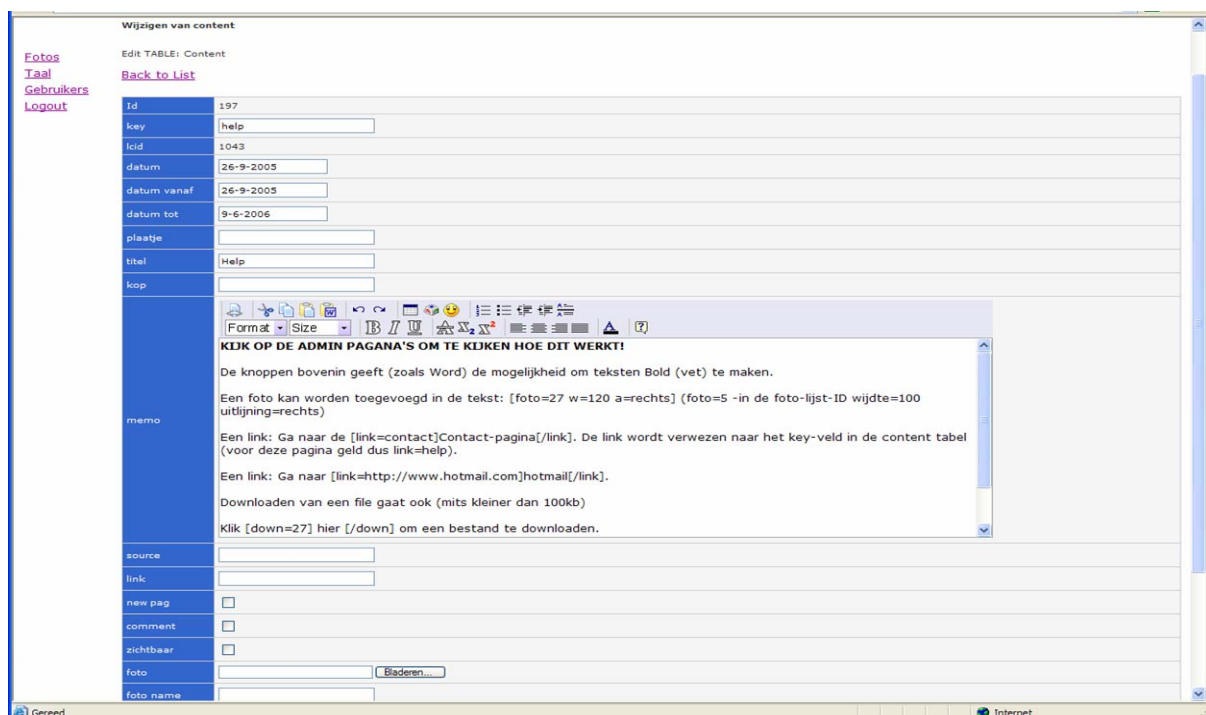 Wijzigen van content
Fotos
Taal
Gebruikers
Logout
Edit TABLE: Content
Back to List
Id 197
key help
lcid 1043
datum 26-9-2005
datum vanaf 26-9-2005
datum tot 9-6-2006
plaatje
titel Help
kop
Format Size B I U A X2 X2 A ?
memo
KIJK OP DE ADMIN PAGANA'S OM TE KIJKEN HOE DIT WERKT!
De knoppen bovenin geeft (zoals Word) de mogelijkheid om teksten Bold (vet) te maken.
Een foto kan worden toegevoegd in de tekst: [foto=27 w=120 a=rechts] (foto=5 -in de foto-lijst-ID wijdte=100
uitlijning=rechts)
Een link: Ga naar de [link=contact]Contact-pagina[/link]. De link wordt verwezen naar het key-veld in de content tabel
(voor deze pagina geld dus link=help).
Een link: Ga naar [link=http://www.hotmail.com]hotmail[/link].
Downloaden van een file gaat ook (mits kleiner dan 100kb)
Klik [down=27] hier [/down] om een bestand te downloaden.
source
link
new pag
comment
zichtbaar
foto Bladeren...
foto name
Gereed Internet